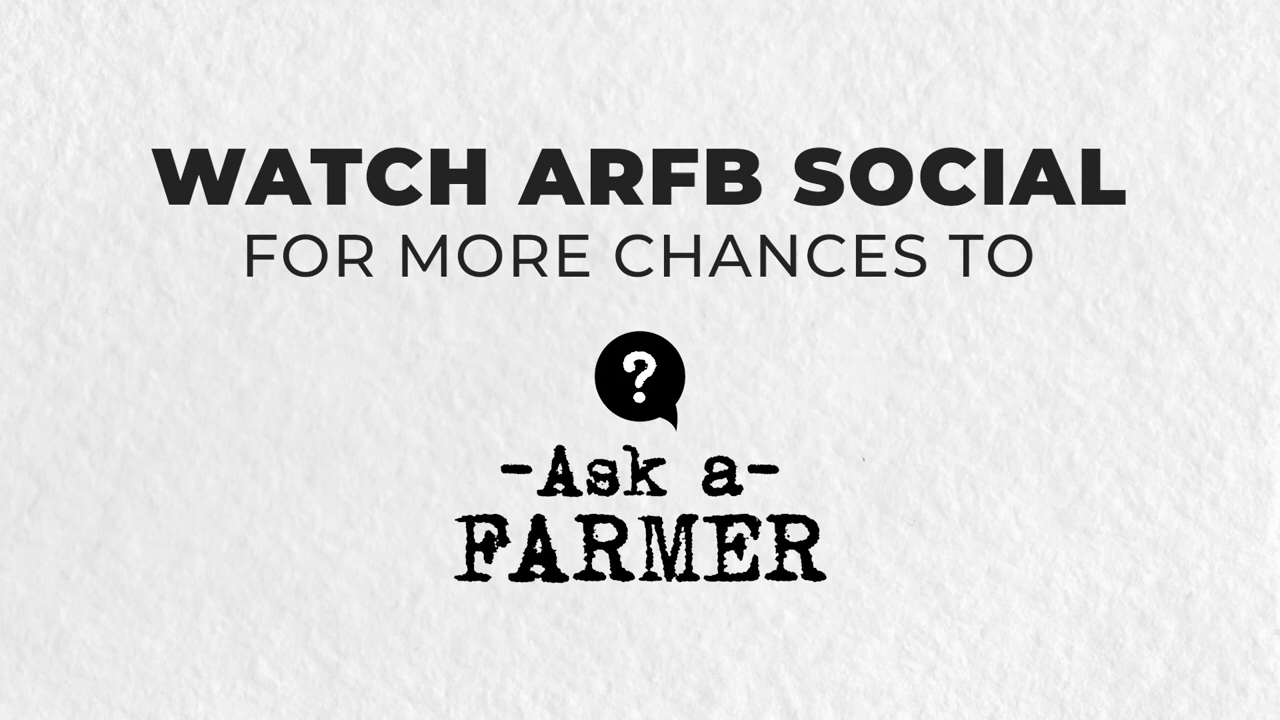 WATCH ARFB SOCIAL
FOR MORE CHANCES TO
?
-Ask a-
FARMER